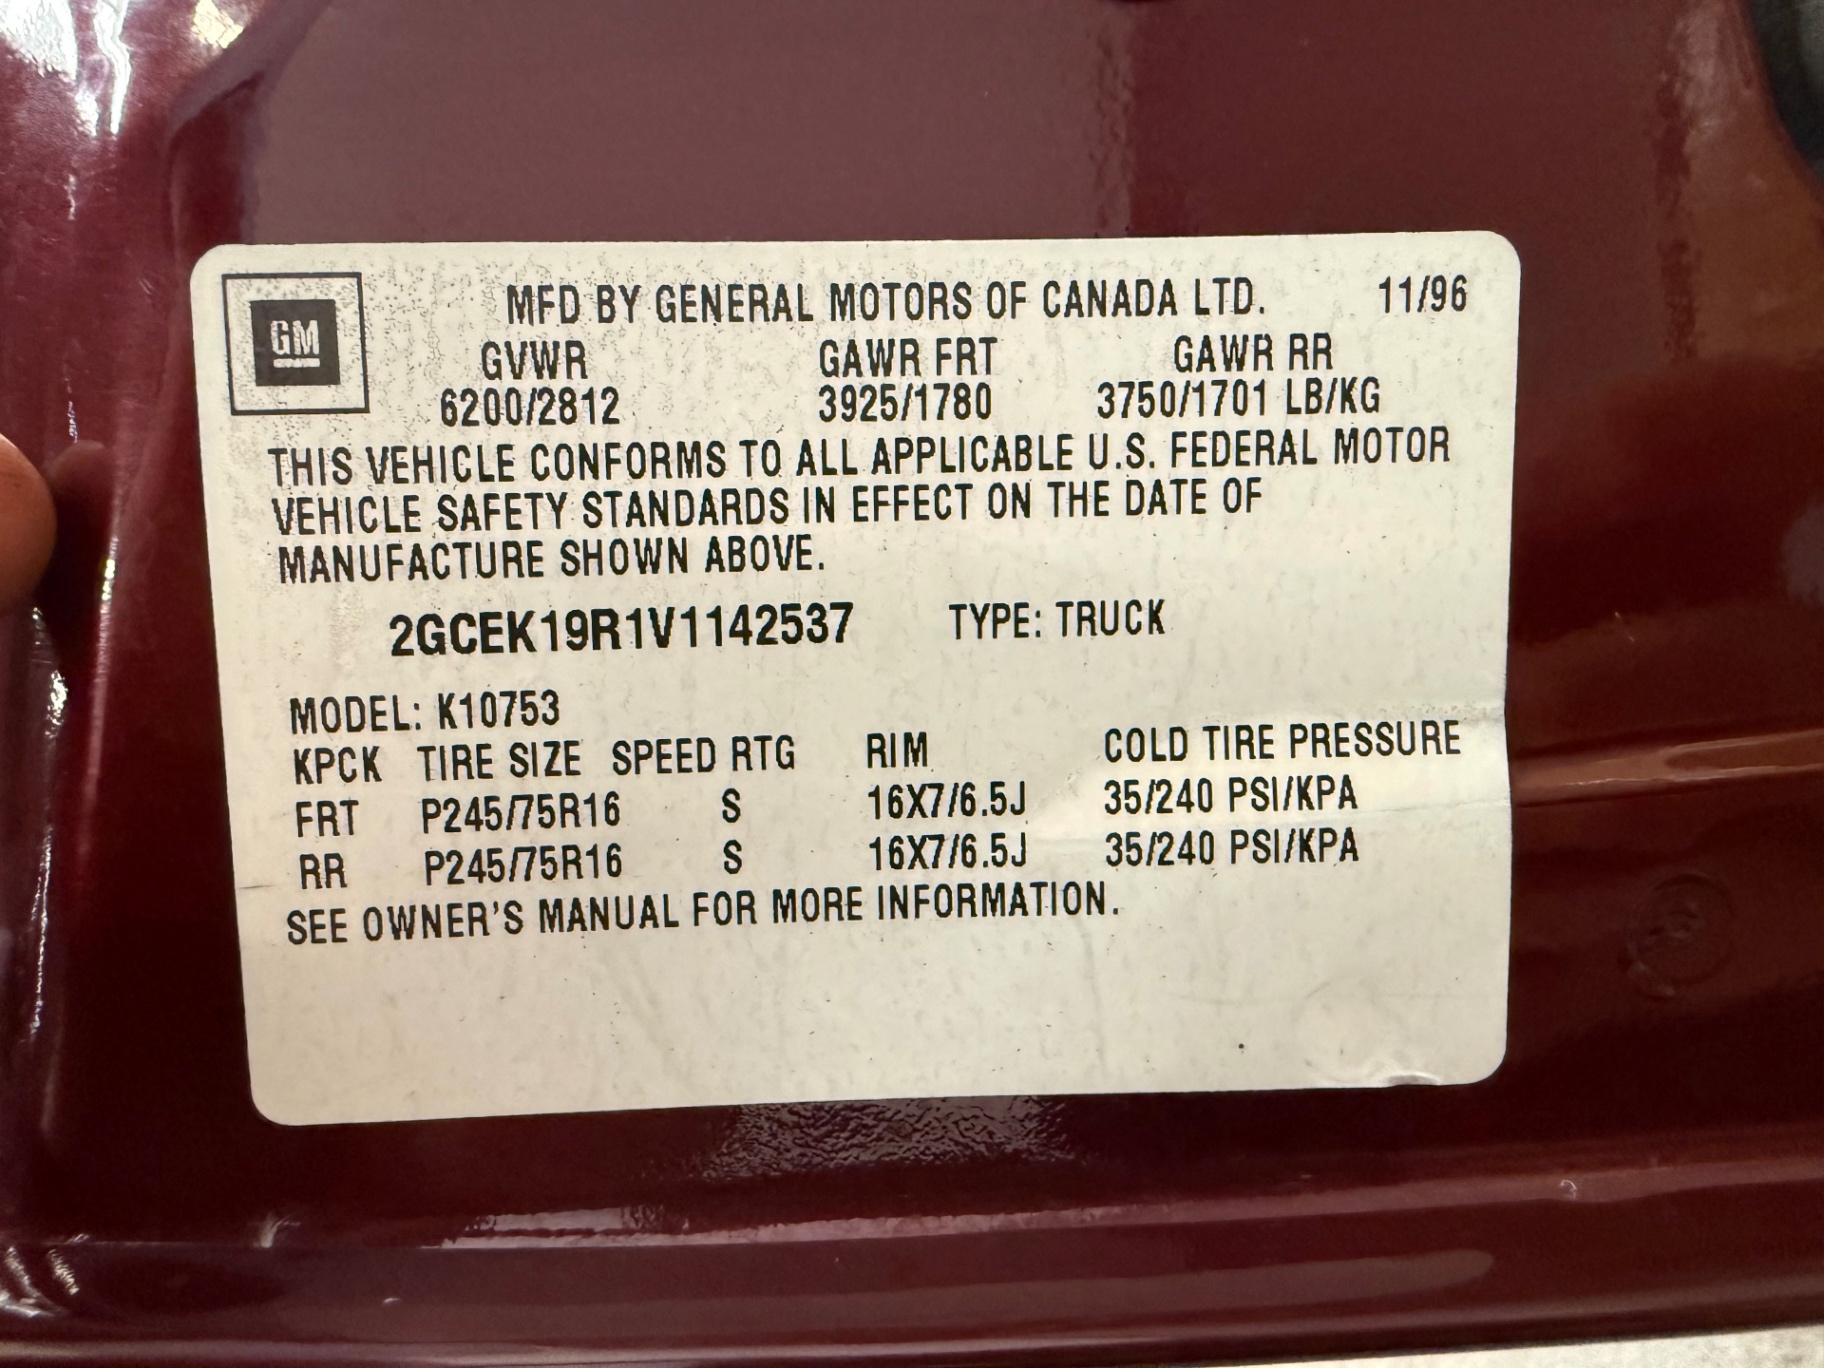 GM
MFD BY GENERAL MOTORS OF CANADA LTD. 11/96
GVWR GAWR FRT GAWR RR
6200/2812 3925/1780 3750/1701 LB/KG
THIS VEHICLE CONFORMS TO ALL APPLICABLE U.S. FEDERAL MOTOR
VEHICLE SAFETY STANDARDS IN EFFECT ON THE DATE OF
MANUFACTURE SHOWN ABOVE.
2GCEK19R1V1142537 TYPE: TRUCK
MODEL: K10753
KPCK TIRE SIZE SPEED RTG RIM COLD TIRE PRESSURE
FRT P245/75R16 S 16X7/6.5J 35/240 PSI/KPA
RR P245/75R16 S 16X7/6.5J 35/240 PSI/KPA
SEE OWNER'S MANUAL FOR MORE INFORMATION.